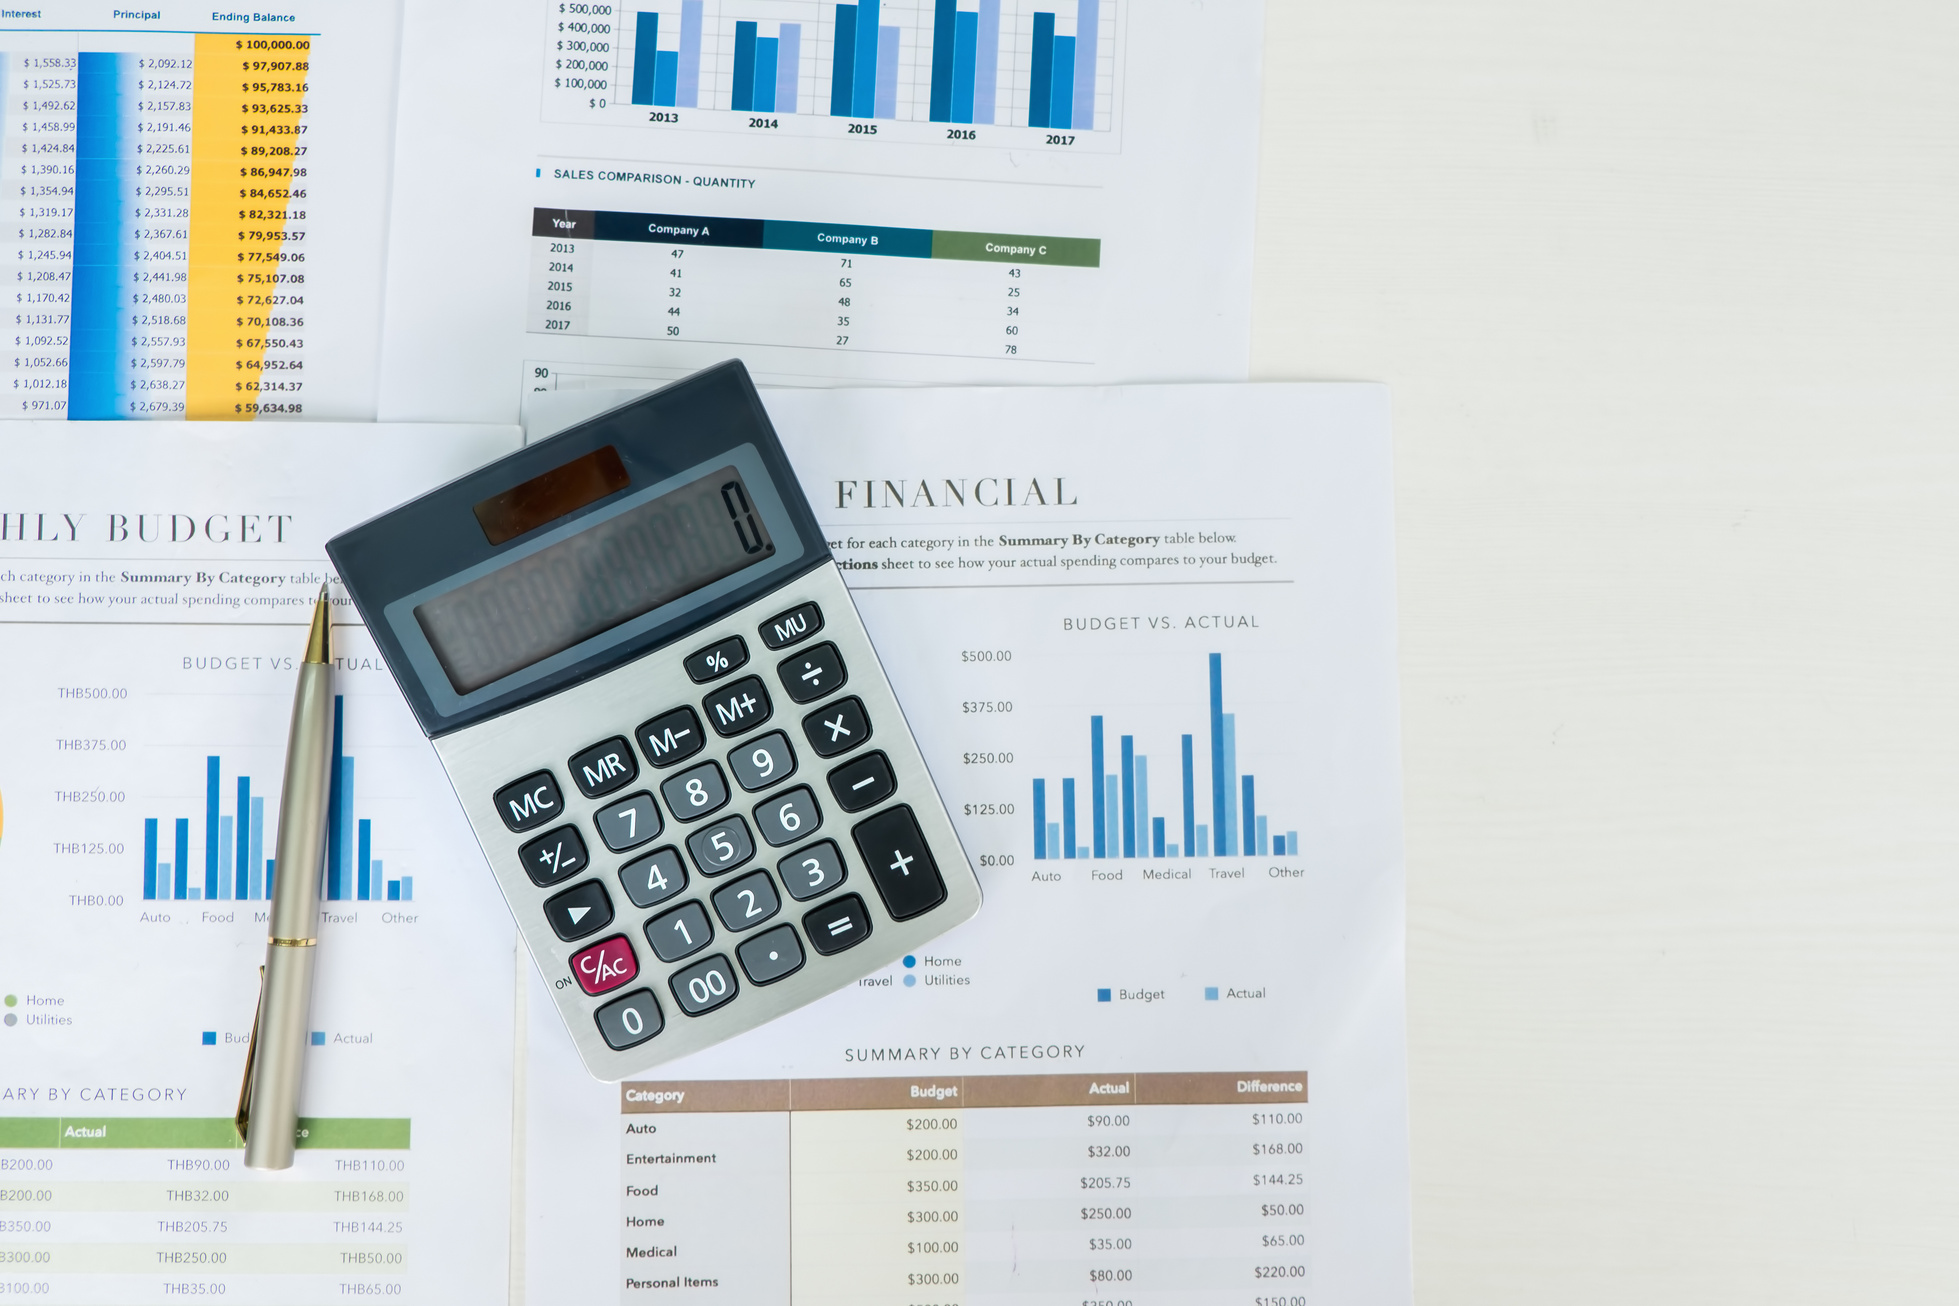 Interest Principal Ending Balance
$ 100,000.00
$ 1,558.33 $ 2,092.12 $ 97,907.88
$ 1,525.73 $ 2,124.72 $ 95,783.16
$ 1,492.62 $ 2,157.83 $ 93,625.33
$ 1,458.99 $ 2,191.46 $ 91,433.87
$ 1,424.84 $ 2,225.61 $ 89,208.27
$ 1,390.16 $ 2,260.29 $ 86,947.98
$ 1,354.94 $ 2,295.51 $ 84,652.46
$ 1,319.17 $ 2,331.28 $ 82,321.18
$ 1,282.84 $ 2,367.61 $ 79,953.57
$ 1,245.94 $ 2,404.51 $ 77,549.06
$ 1,208.47 $ 2,441.98 $ 75,107.08
$ 1,170.42 $ 2,480.03 $ 72,627.04
$ 1,131.77 $ 2,518.68 $ 70,108.36
$ 1,092.52 $ 2,557.93 $ 67,550.43
$ 1,052.66 $ 2,597.79 $ 64,952.64
$ 1,012.18 $ 2,638.27 $ 62,314.37
$ 971.07 $ 2,679.39 $ 59,634.98
$ 500,000
$ 400,000
$ 300,000
$ 200,000
$ 100,000
$ 0
2013 2014 2015 2016 2017
SALES COMPARISON - QUANTITY
Year Company A Company B Company C
2013 47 71 43
2014 41 65 25
2015 32 48 34
2016 44 35 60
2017 50 27 78
90
HLY BUDGET
ch category in the Summary By Category table be
sheet to see how your actual spending compares to your
BUDGET VS. TUAL
THB500.00
THB375.00
THB250.00
THB125.00
THB0.00
Auto Food Me Travel Other
Home
Utilities
Bud Actual
ARY BY CATEGORY
Actual ce
B200.00 THB90.00 THB110.00
B200.00 THB32.00 THB168.00
B350.00 THB205.75 THB144.25
B300.00 THB250.00 THB50.00
B100.00 THB35.00 THB65.00
0.
% MU
MC MR M− M+ ÷
+/− 7 8 9 ×
▶ 4 5 6 −
ON C/AC 1 2 3 +
0 00 . =
FINANCIAL
et for each category in the Summary By Category table below.
ctions sheet to see how your actual spending compares to your budget.
BUDGET VS. ACTUAL
$500.00
$375.00
$250.00
$125.00
$0.00
Auto Food Medical Travel Other
Home
Travel Utilities
Budget Actual
SUMMARY BY CATEGORY
Category Budget Actual Difference
Auto $200.00 $90.00 $110.00
Entertainment $200.00 $32.00 $168.00
Food $350.00 $205.75 $144.25
Home $300.00 $250.00 $50.00
Medical $100.00 $35.00 $65.00
Personal Items $300.00 $80.00 $220.00
$350.00 $150.00